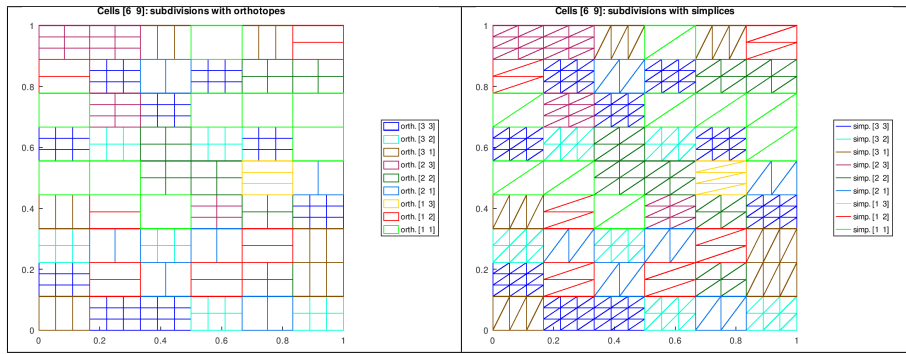 Cells [6 9]: subdivisions with orthotopes
1
0.8
0.6
0.4
0.2
0
0 0.2 0.4 0.6 0.8 1
orth. [3 3]
orth. [3 2]
orth. [3 1]
orth. [2 3]
orth. [2 2]
orth. [2 1]
orth. [1 3]
orth. [1 2]
orth. [1 1]
Cells [6 9]: subdivisions with simplices
1
0.8
0.6
0.4
0.2
0
0 0.2 0.4 0.6 0.8 1
simp. [3 3]
simp. [3 2]
simp. [3 1]
simp. [2 3]
simp. [2 2]
simp. [2 1]
simp. [1 3]
simp. [1 2]
simp. [1 1]